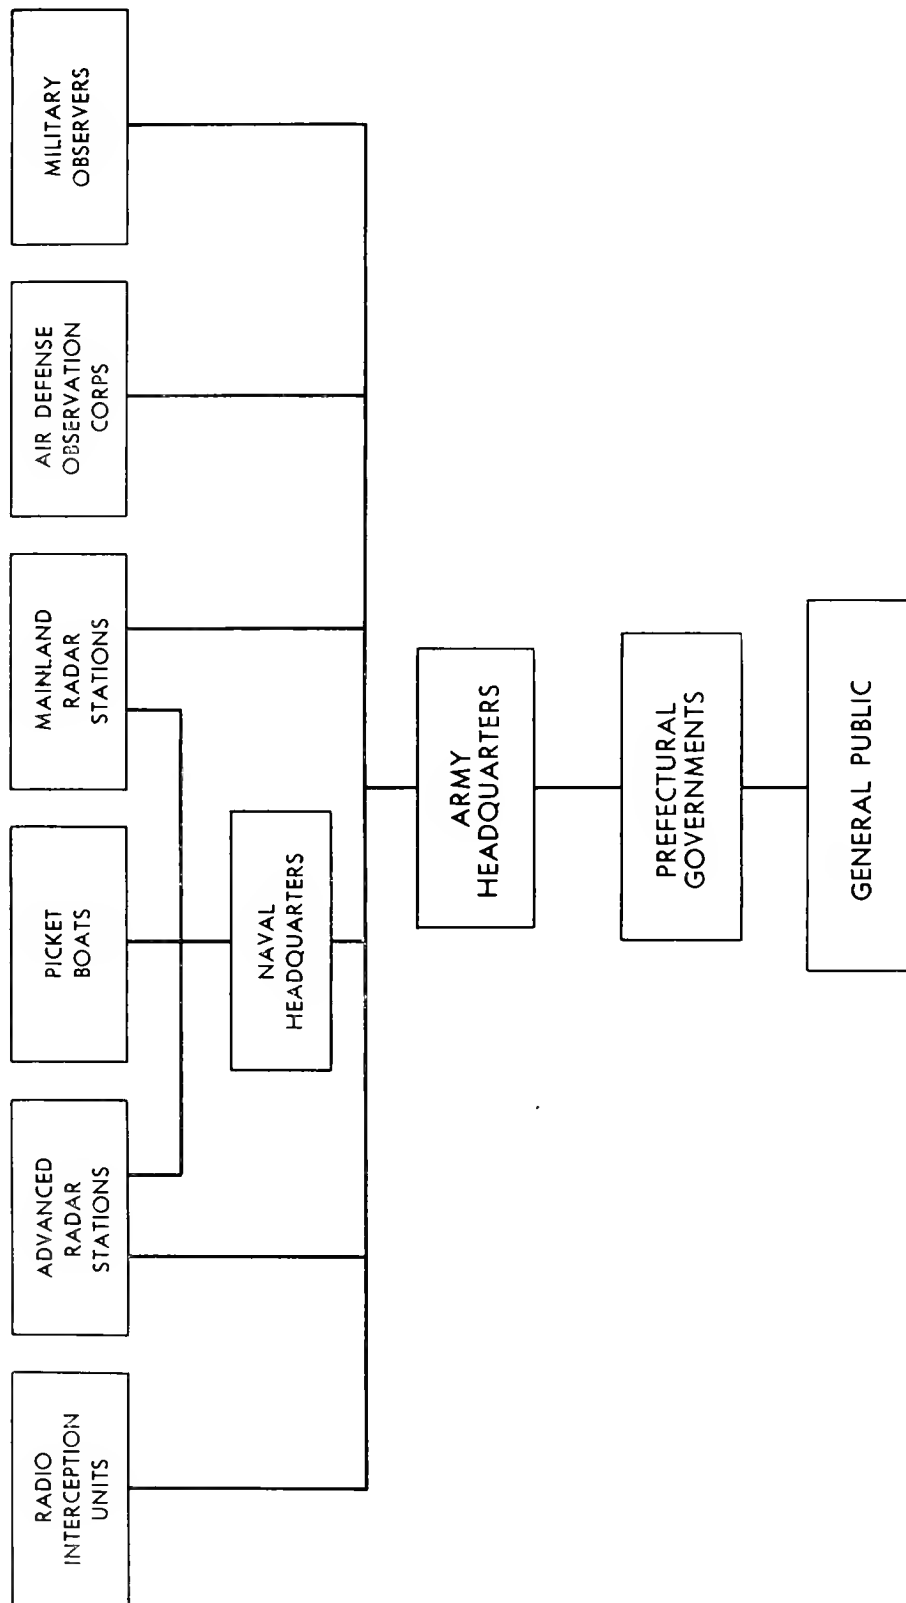 RADIO
INTERCEPTION
UNITS
ADVANCED
RADAR
STATIONS
PICKET
BOATS
MAINLAND
RADAR
STATIONS
AIR DEFENSE
OBSERVATION
CORPS
MILITARY
OBSERVERS
NAVAL
HEADQUARTERS
ARMY
HEADQUARTERS
PREFECTURAL
GOVERNMENTS
GENERAL PUBLIC